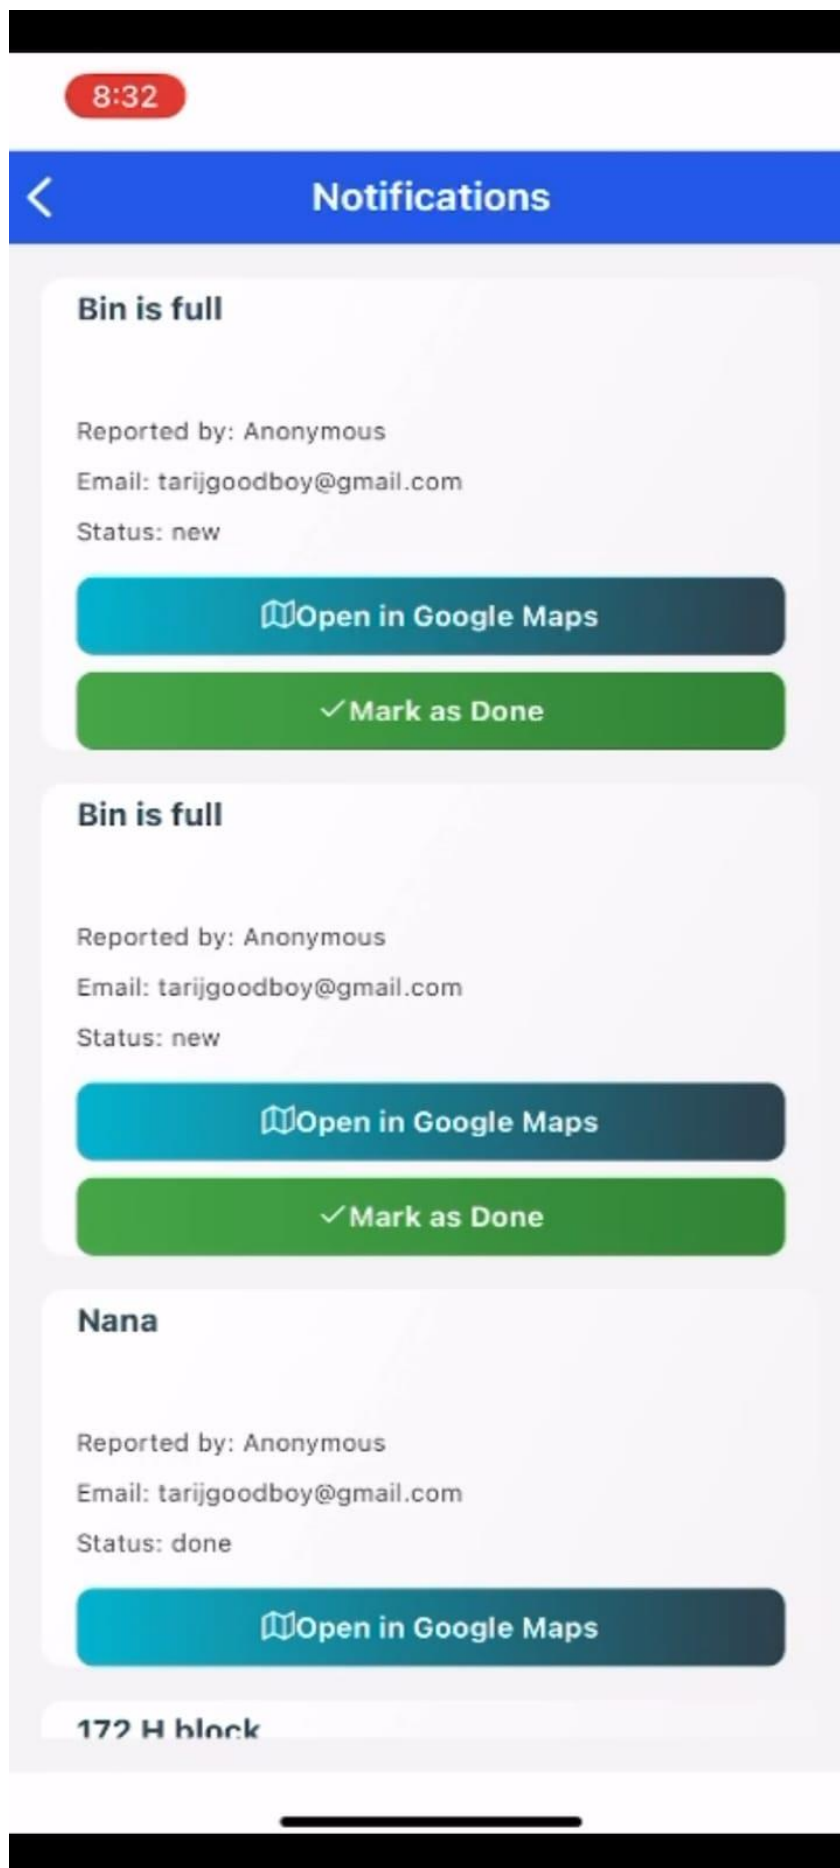 8:32
Notifications
Bin is full
Reported by: Anonymous
Email: tarijgoodboy@gmail.com
Status: new
Open in Google Maps
Mark as Done
Bin is full
Reported by: Anonymous
Email: tarijgoodboy@gmail.com
Status: new
Open in Google Maps
Mark as Done
Nana
Reported by: Anonymous
Email: tarijgoodboy@gmail.com
Status: done
Open in Google Maps
172 H block